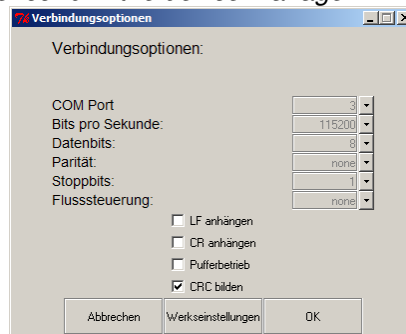 Verbindungsoptionen
Verbindungsoptionen:
COM Port 3
Bits pro Sekunde: 115200
Datenbits: 8
Parität: none
Stoppbits: 1
Flusssteuerung: none
LF anhängen
CR anhängen
Pufferbetrieb
CRC bilden
Abbrechen Werkseinstellungen OK